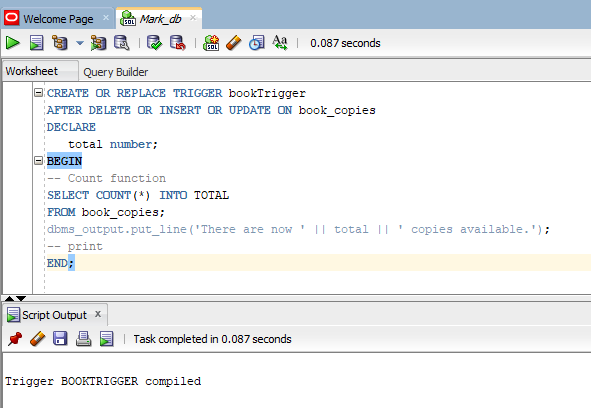 Welcome Page
Mark_db
0.087 seconds
Worksheet
Query Builder
CREATE OR REPLACE TRIGGER bookTrigger
AFTER DELETE OR INSERT OR UPDATE ON book_copies
DECLARE
total number;
BEGIN
-- Count function
SELECT COUNT(*) INTO TOTAL
FROM book_copies;
dbms_output.put_line('There are now ' || total || ' copies available.');
-- print
END;
Script Output
Task completed in 0.087 seconds
Trigger BOOKTRIGGER compiled